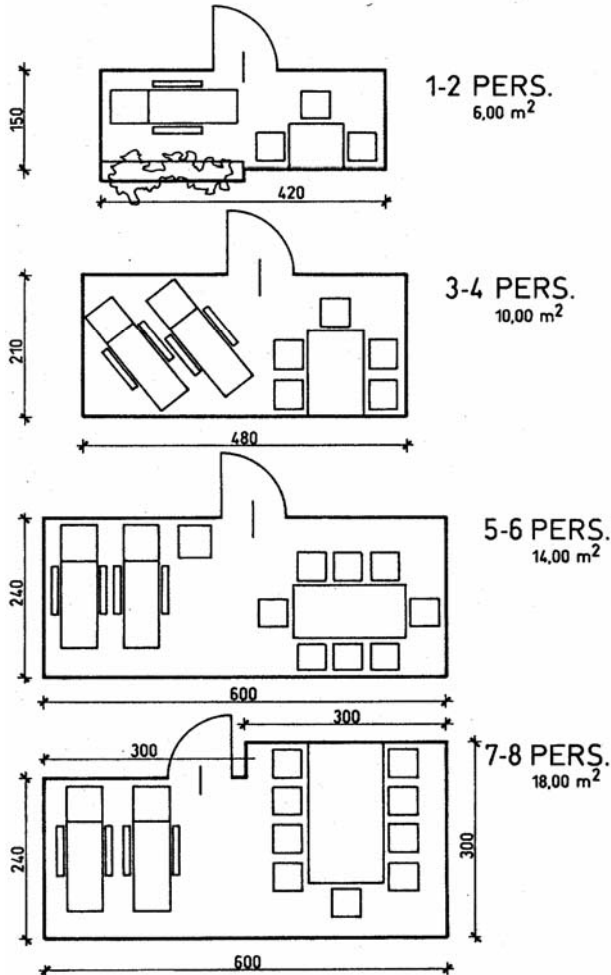 1-2 PERS.
6,00 m²
150
420
3-4 PERS.
10,00 m²
210
480
5-6 PERS.
14,00 m²
240
600
300
300
7-8 PERS.
18,00 m²
240
300
600